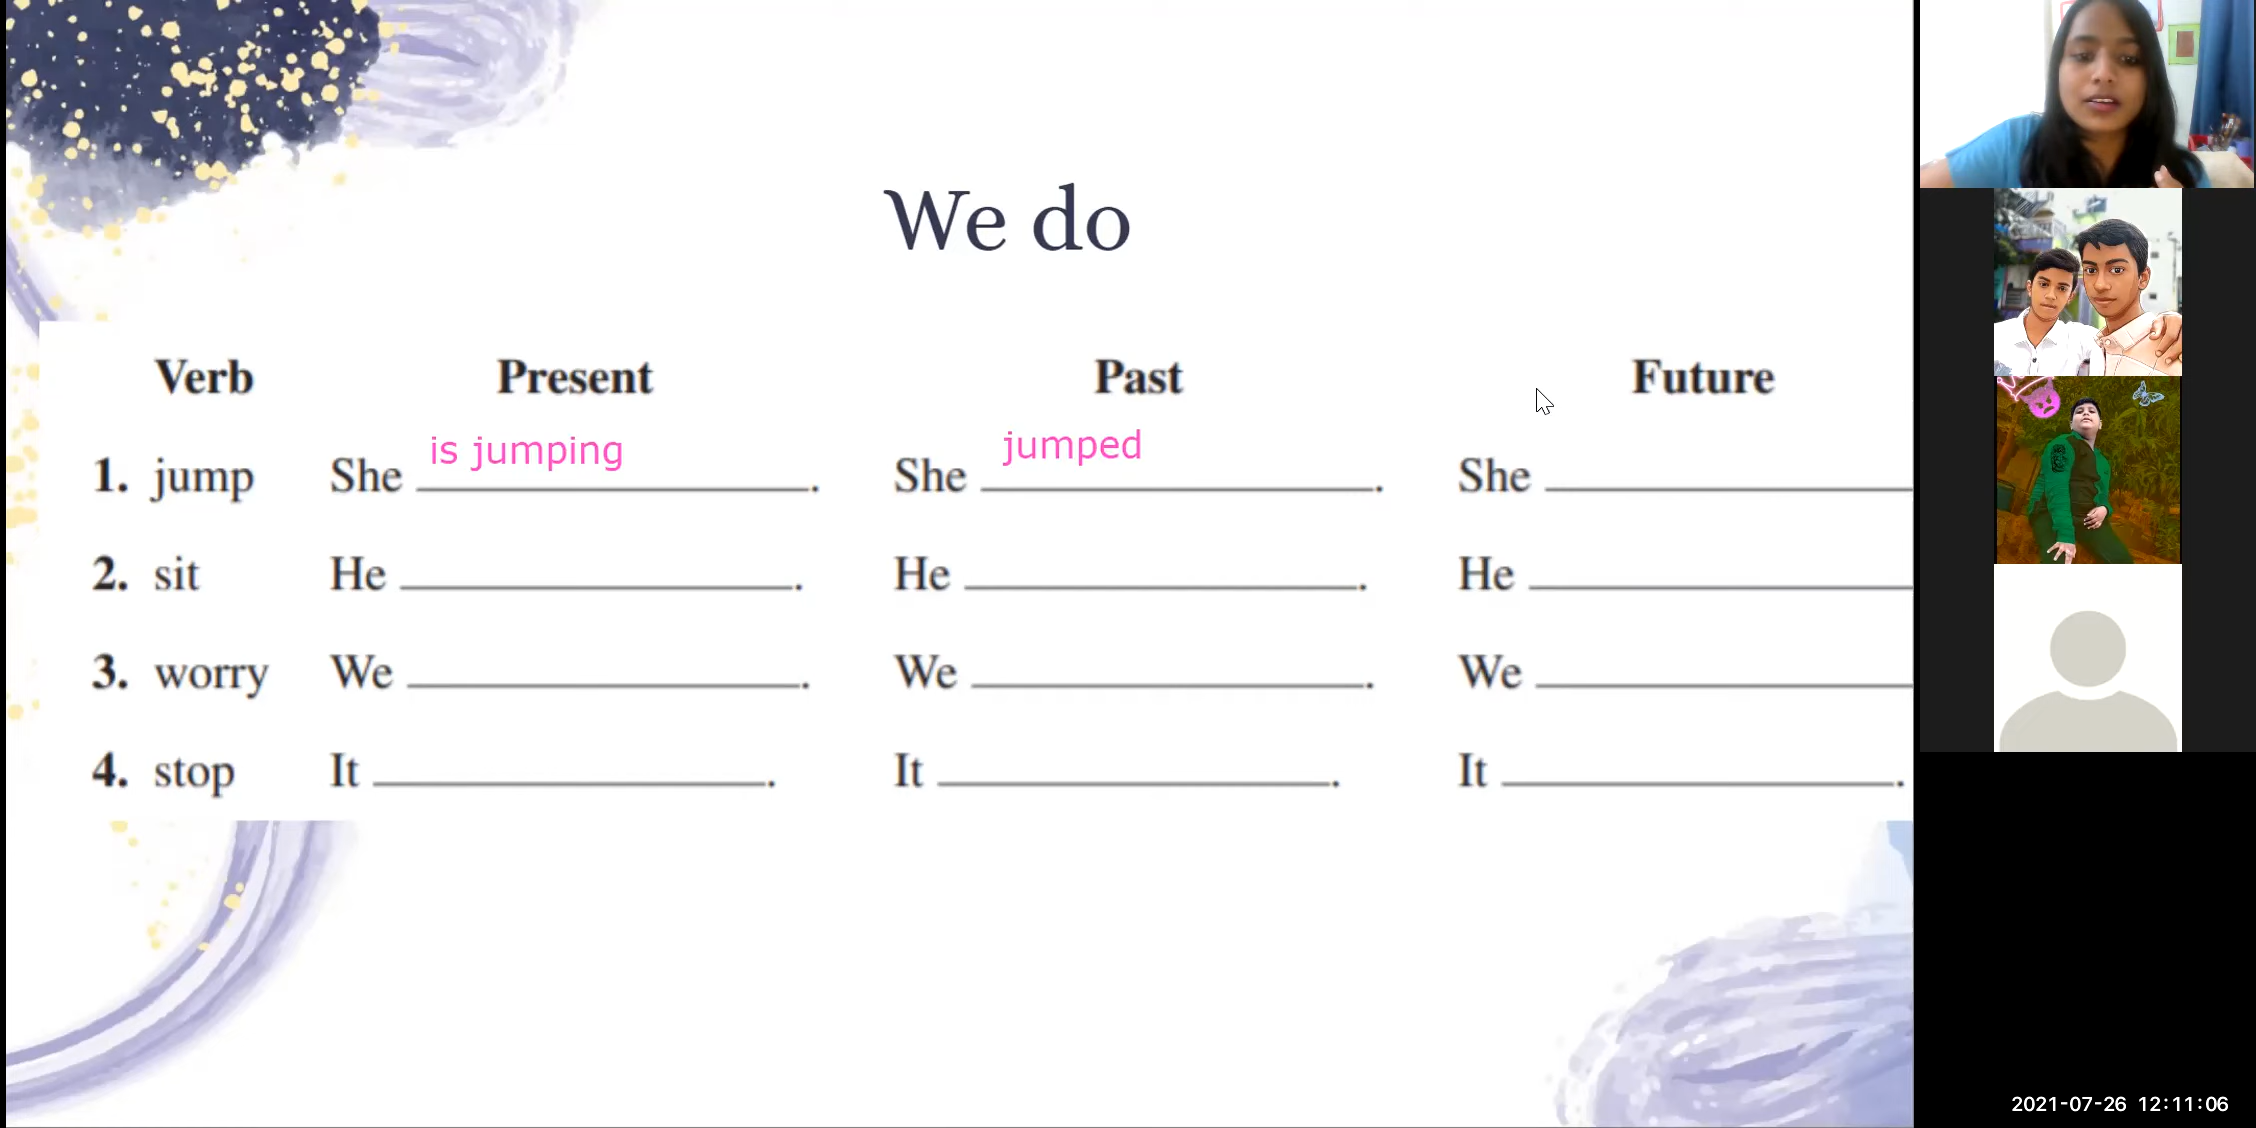 We do
Verb Present Past Future
1. jump She is jumping. She jumped She
2. sit He . He . He
3. worry We . We . We
4. stop It . It . It .
2021-07-26 12:11:06